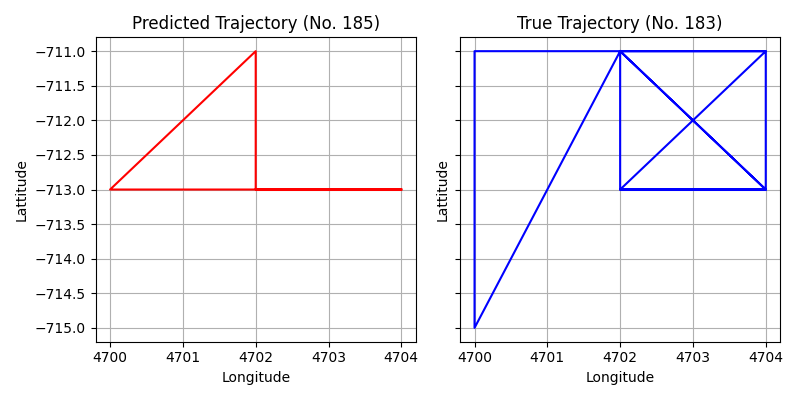 Predicted Trajectory (No. 185)
True Trajectory (No. 183)
−711.0
−711.5
−712.0
−712.5
−713.0
−713.5
−714.0
−714.5
−715.0
Lattitude
Lattitude
4700 4701 4702 4703 4704
4700 4701 4702 4703 4704
Longitude
Longitude